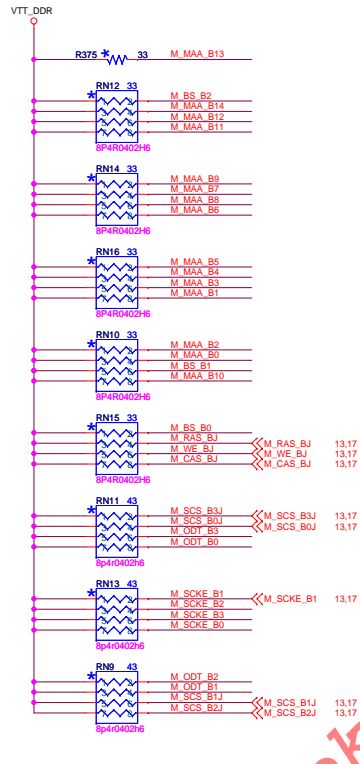 VTT_DDR
R375 * 33 M_MAA_B13
RN12 33
* M_BS_B2
M_MAA_B14
M_MAA_B12
M_MAA_B11
8P4R0402H6
RN14 33
* M_MAA_B9
M_MAA_B7
M_MAA_B8
M_MAA_B6
8P4R0402H6
RN16 33
* M_MAA_B5
M_MAA_B4
M_MAA_B3
M_MAA_B1
8P4R0402H6
RN10 33
* M_MAA_B2
M_MAA_B0
M_BS_B1
M_MAA_B10
8P4R0402H6
RN15 33
* M_BS_B0
M_RAS_BJ M_RAS_BJ 13,17
M_WE_BJ M_WE_BJ 13,17
M_CAS_BJ M_CAS_BJ 13,17
8P4R0402H6
RN11 43
* M_SCS_B3J M_SCS_B3J 13,17
M_SCS_B0J M_SCS_B0J 13,17
M_ODT_B3
M_ODT_B0
8p4r0402h6
RN13 43
* M_SCKE_B1 M_SCKE_B1 13,17
M_SCKE_B2
M_SCKE_B3
M_SCKE_B0
8p4r0402h6
RN9 43
* M_ODT_B2
M_ODT_B1
M_SCS_B1J M_SCS_B1J 13,17
M_SCS_B2J M_SCS_B2J 13,17
8p4r0402h6